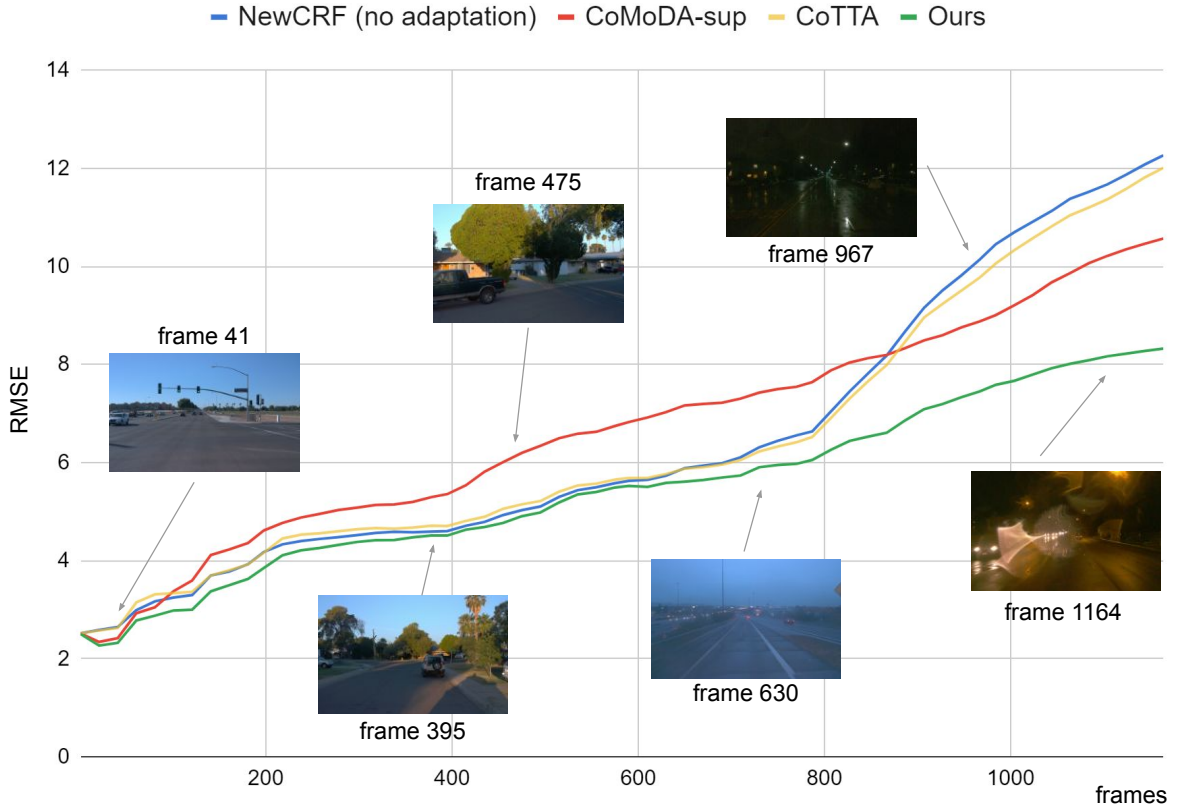 NewCRF (no adaptation) CoMoDA-sup CoTTA Ours
14
12
10
8
6
4
2
0
RMSE
frame 41
frame 475
frame 967
frame 395
frame 630
frame 1164
200 400 600 800 1000
frames